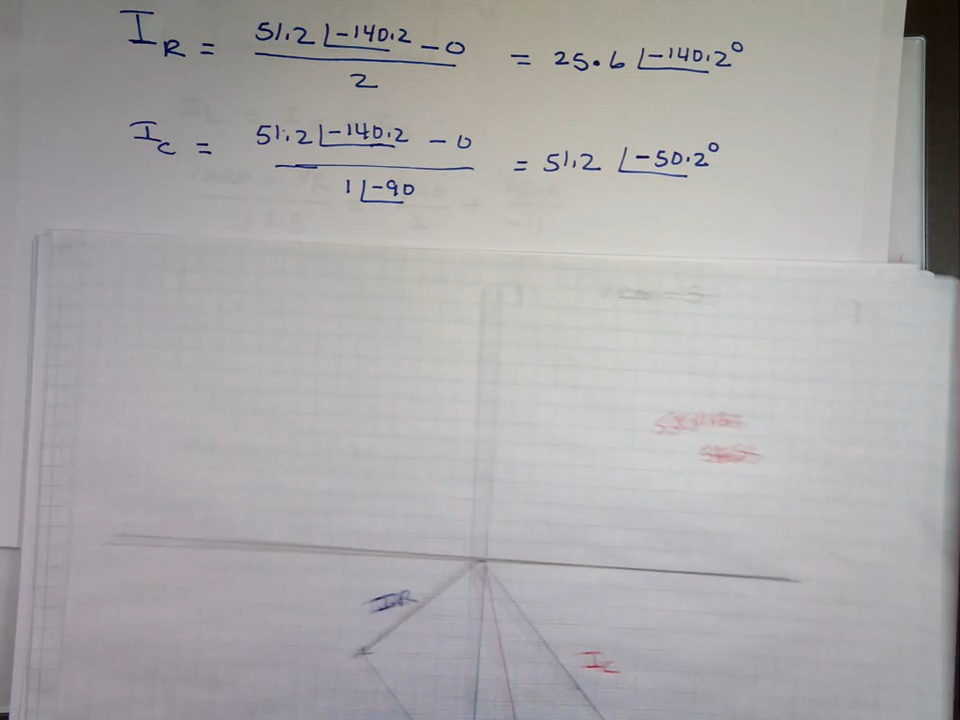 I_R = (51.2 ∠-140.2 - 0) / 2 = 25.6 ∠-140.2°
I_C = (51.2 ∠-140.2 - 0) / (1 ∠-90) = 51.2 ∠-50.2°
IR
I_C